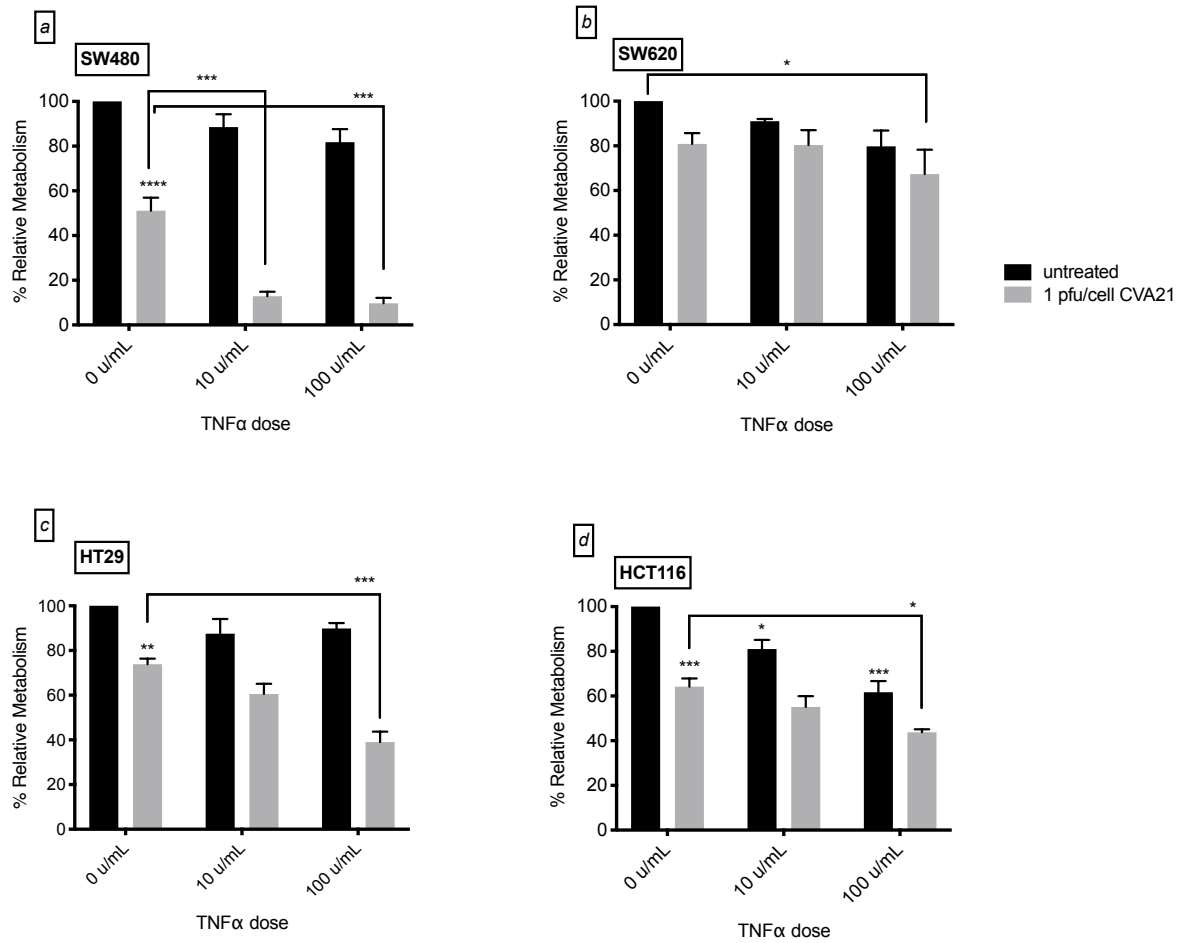 a
SW480
***
***
****
100
80
60
40
20
0
% Relative Metabolism
0 u/mL
10 u/mL
100 u/mL
TNFα dose
b
SW620
*
100
80
60
40
20
0
% Relative Metabolism
0 u/mL
10 u/mL
100 u/mL
TNFα dose
untreated
1 pfu/cell CVA21
c
HT29
***
**
100
80
60
40
20
0
% Relative Metabolism
0 u/mL
10 u/mL
100 u/mL
TNFα dose
d
HCT116
*
*
***
***
100
80
60
40
20
0
% Relative Metabolism
0 u/mL
10 u/mL
100 u/mL
TNFα dose